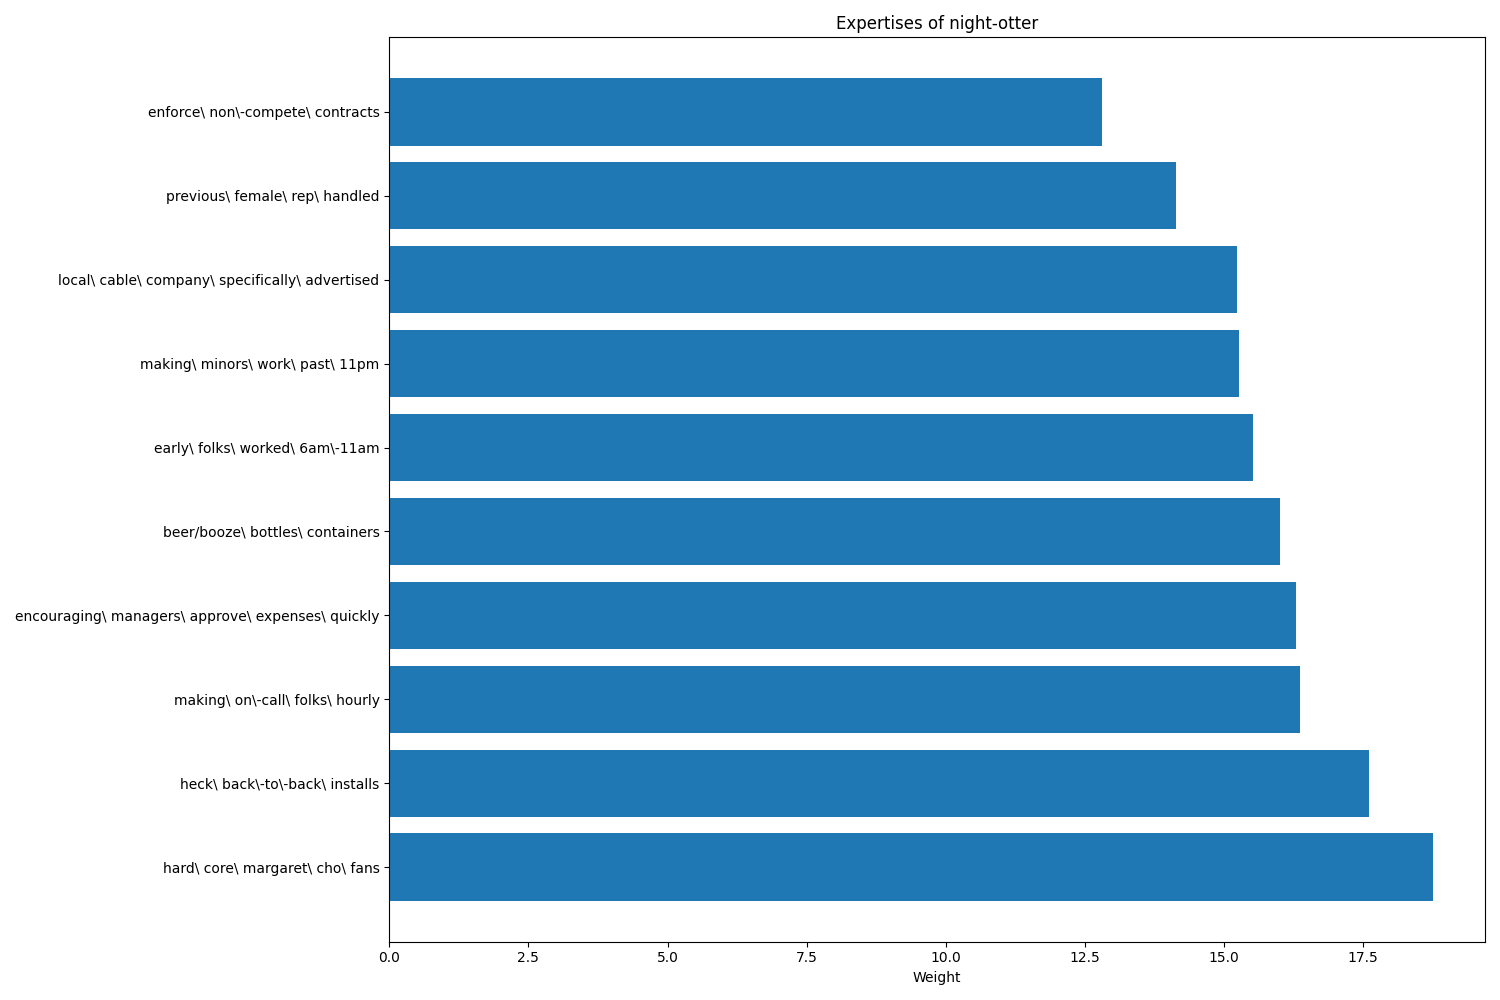 Expertises of night-otter
enforce\ non\-compete\ contracts
previous\ female\ rep\ handled
local\ cable\ company\ specifically\ advertised
making\ minors\ work\ past\ 11pm
early\ folks\ worked\ 6am\-11am
beer/booze\ bottles\ containers
encouraging\ managers\ approve\ expenses\ quickly
making\ on\-call\ folks\ hourly
heck\ back\-to\-back\ installs
hard\ core\ margaret\ cho\ fans
0.0 2.5 5.0 7.5 10.0 12.5 15.0 17.5
Weight